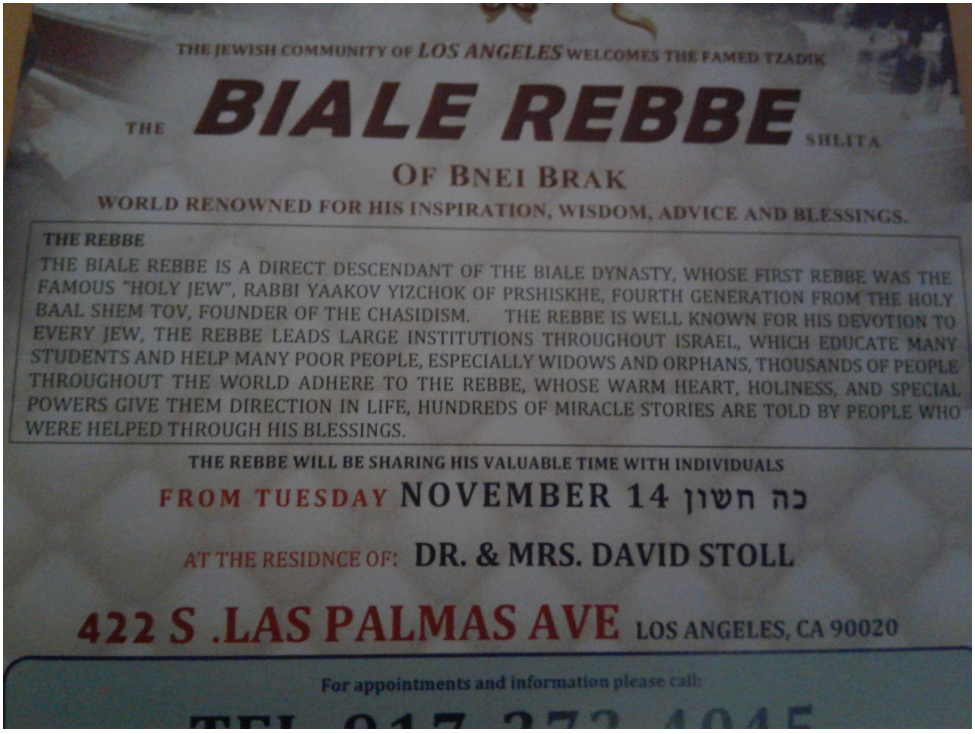 THE JEWISH COMMUNITY OF LOS ANGELES WELCOMES THE FAMED TZADIK
THE BIALE REBBE SHLITA
OF BNEI BRAK
WORLD RENOWNED FOR HIS INSPIRATION, WISDOM, ADVICE AND BLESSINGS.
THE REBBE
THE BIALE REBBE IS A DIRECT DESCENDANT OF THE BIALE DYNASTY, WHOSE FIRST REBBE WAS THE
FAMOUS "HOLY JEW", RABBI YAAKOV YIZCHOK OF PRSHISKHE, FOURTH GENERATION FROM THE HOLY
BAAL SHEM TOV, FOUNDER OF THE CHASIDISM. THE REBBE IS WELL KNOWN FOR HIS DEVOTION TO
EVERY JEW, THE REBBE LEADS LARGE INSTITUTIONS THROUGHOUT ISRAEL, WHICH EDUCATE MANY
STUDENTS AND HELP MANY POOR PEOPLE, ESPECIALLY WIDOWS AND ORPHANS, THOUSANDS OF PEOPLE
THROUGHOUT THE WORLD ADHERE TO THE REBBE, WHOSE WARM HEART, HOLINESS, AND SPECIAL
POWERS GIVE THEM DIRECTION IN LIFE, HUNDREDS OF MIRACLE STORIES ARE TOLD BY PEOPLE WHO
WERE HELPED THROUGH HIS BLESSINGS.
THE REBBE WILL BE SHARING HIS VALUABLE TIME WITH INDIVIDUALS
FROM TUESDAY NOVEMBER 14 כה חשון
AT THE RESIDNCE OF: DR. & MRS. DAVID STOLL
422 S .LAS PALMAS AVE LOS ANGELES, CA 90020
For appointments and information please call:
TEL 917